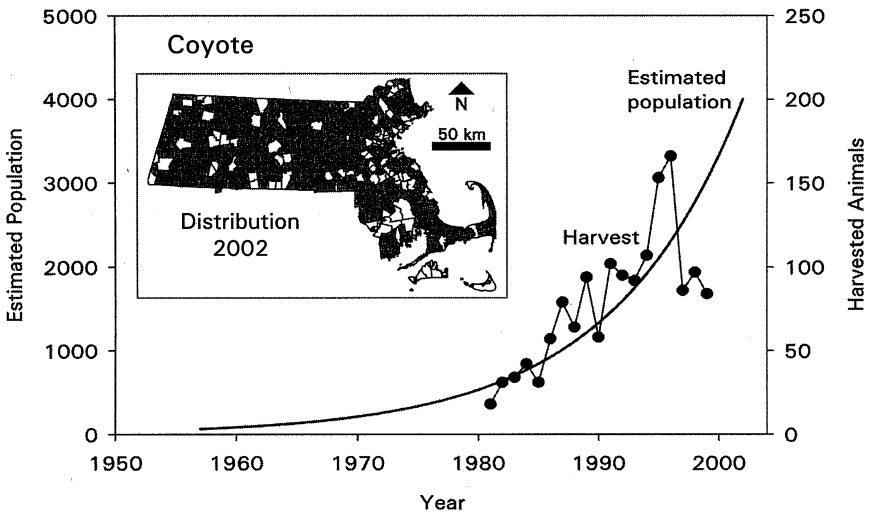 Coyote
N
50 km
Distribution
2002
Estimated
population
Harvest
Estimated Population
5000
4000
3000
2000
1000
0
Harvested Animals
250
200
150
100
50
0
1950 1960 1970 1980 1990 2000
Year